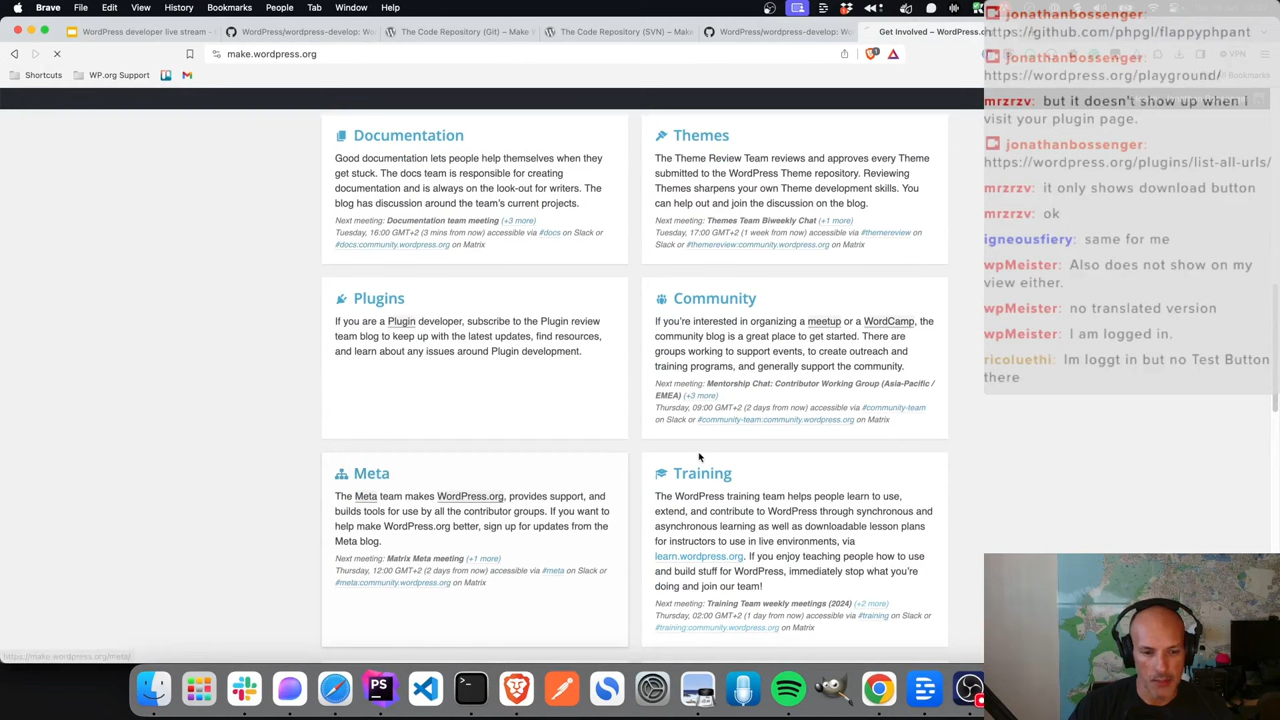 Brave
File
Edit
View
History
Bookmarks
People
Tab
Window
Help
WordPress developer live stream -
WordPress/wordpress-develop: Wo
The Code Repository (Git) – Make
The Code Repository (SVN) – Make
WordPress/wordpress-develop: Wo
Get Involved – WordPress.o
make.wordpress.org
VPN
Shortcuts
WP.org Support
Bookmarks
Documentation
Good documentation lets people help themselves when they
get stuck. The docs team is responsible for creating
documentation and is always on the look-out for writers. The
blog has discussion around the team's current projects.
Next meeting: Documentation team meeting (+3 more)
Tuesday, 16:00 GMT+2 (3 mins from now) accessible via #docs on Slack or
#docs:community.wordpress.org on Matrix
Themes
The Theme Review Team reviews and approves every Theme
submitted to the WordPress Theme repository. Reviewing
Themes sharpens your own Theme development skills. You
can help out and join the discussion on the blog.
Next meeting: Themes Team Biweekly Chat (+1 more)
Tuesday, 17:00 GMT+2 (1 week from now) accessible via #themereview on
Slack or #themereview:community.wordpress.org on Matrix
Plugins
If you are a Plugin developer, subscribe to the Plugin review
team blog to keep up with the latest updates, find resources,
and learn about any issues around Plugin development.
Community
If you're interested in organizing a meetup or a WordCamp, the
community blog is a great place to get started. There are
groups working to support events, to create outreach and
training programs, and generally support the community.
Next meeting: Mentorship Chat: Contributor Working Group (Asia-Pacific /
EMEA) (+3 more)
Thursday, 09:00 GMT+2 (2 days from now) accessible via #community-team
on Slack or #community-team:community.wordpress.org on Matrix
Meta
The Meta team makes WordPress.org, provides support, and
builds tools for use by all the contributor groups. If you want to
help make WordPress.org better, sign up for updates from the
Meta blog.
Next meeting: Matrix Meta meeting (+1 more)
Thursday, 12:00 GMT+2 (2 days from now) accessible via #meta on Slack or
#meta:community.wordpress.org on Matrix
Training
The WordPress training team helps people learn to use,
extend, and contribute to WordPress through synchronous and
asynchronous learning as well as downloadable lesson plans
for instructors to use in live environments, via
learn.wordpress.org. If you enjoy teaching people how to use
and build stuff for WordPress, immediately stop what you're
doing and join our team!
Next meeting: Training Team weekly meetings (2024) (+2 more)
Thursday, 02:00 GMT+2 (1 day from now) accessible via #training on Slack or
#training:community.wordpress.org on Matrix
https://make.wordpress.org/meta/
jonathanbossenger:
https://github.com/phpgl/flappyphpant
jonathanbossenger:
https://wordpress.org/playground/
mrzrzv: but it doesn't show up when I
visit your plugin page.
jonathanbossenger:
https://wordpress.org/plugins/list-all-urls/
mrzrzv: it only shows download button
mrzrzv: ok
igneousfiery: same for me
wpMeister: Also does not show on my
view either.
wpMeister: no translated version
wpMeister: I am logged in.
ricoluethi: Im loggt in but no Test Button
there
PS